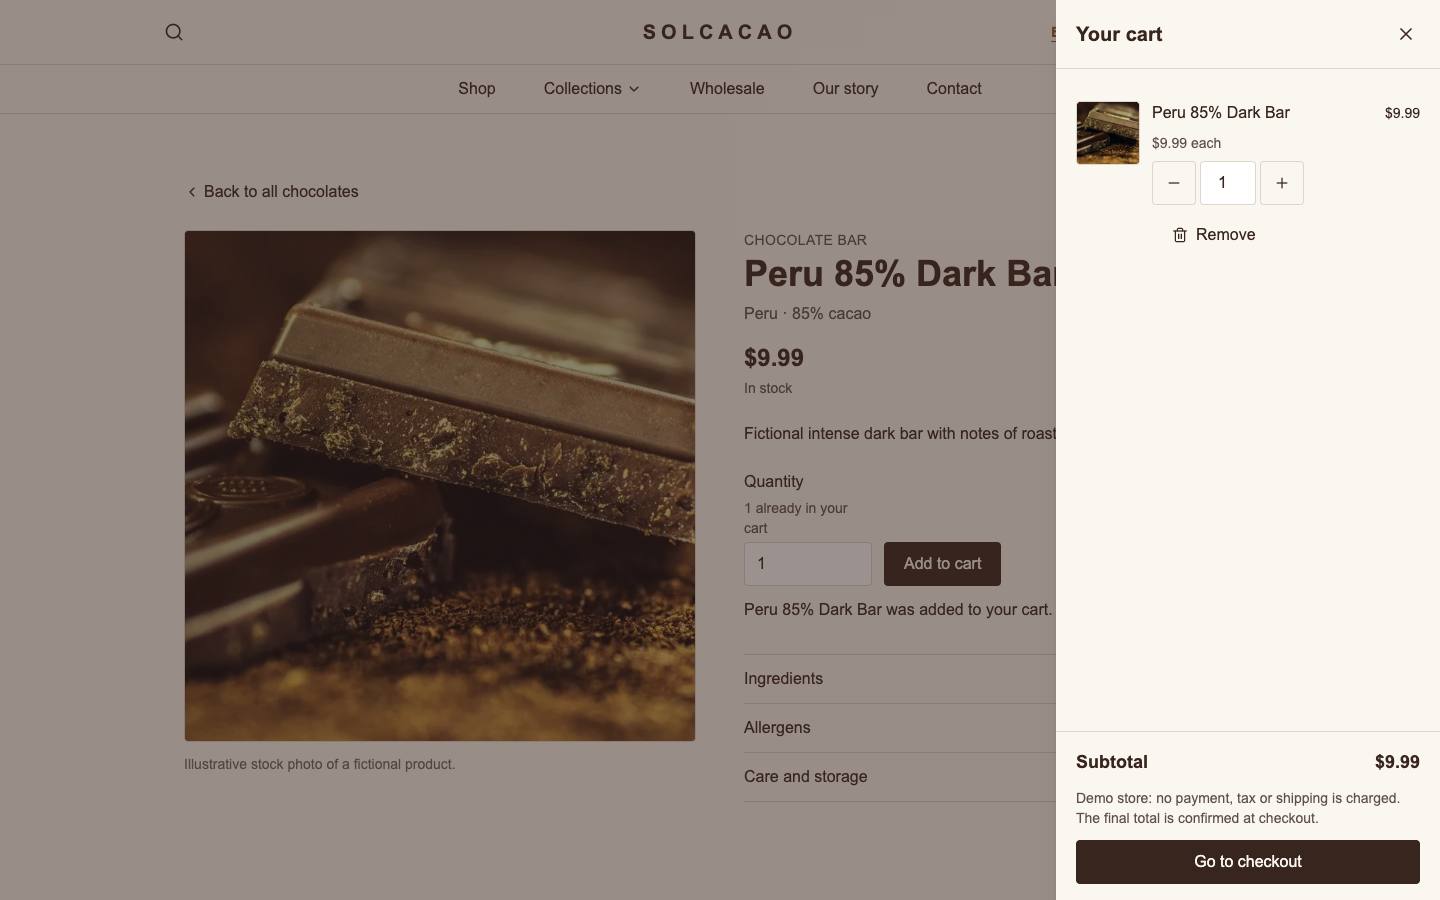 SOLCACAO
Shop
Collections
Wholesale
Our story
Contact
Back to all chocolates
CHOCOLATE BAR
Peru 85% Dark Bar
Peru · 85% cacao
$9.99
In stock
Fictional intense dark bar with notes of roast
Quantity
1 already in your
cart
1
Add to cart
Peru 85% Dark Bar was added to your cart.
Ingredients
Allergens
Care and storage
Illustrative stock photo of a fictional product.
Your cart
Peru 85% Dark Bar
$9.99
$9.99 each
1
Remove
Subtotal
$9.99
Demo store: no payment, tax or shipping is charged.
The final total is confirmed at checkout.
Go to checkout